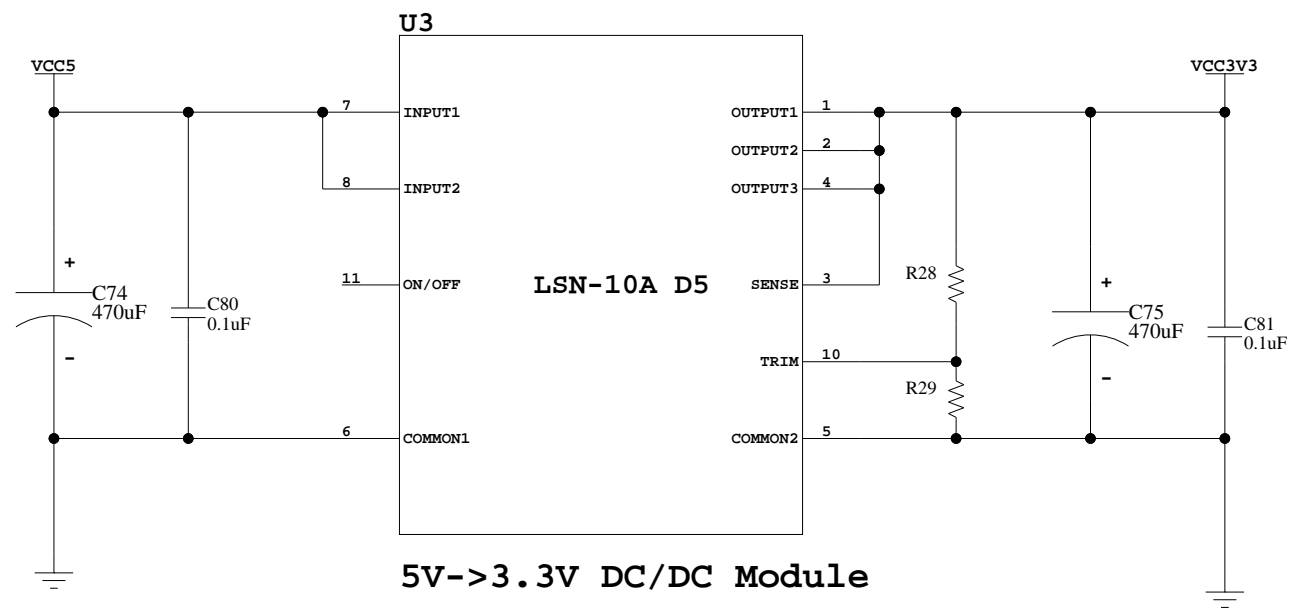 U3
VCC5
VCC3V3
7
INPUT1
OUTPUT1
1
OUTPUT2
2
8
INPUT2
OUTPUT3
4
+
11
ON/OFF
LSN-10A D5
SENSE
3
R28
+
C74
470uF
C80
0.1uF
C75
470uF
C81
0.1uF
-
TRIM
10
R29
-
6
COMMON1
COMMON2
5
5V->3.3V DC/DC Module